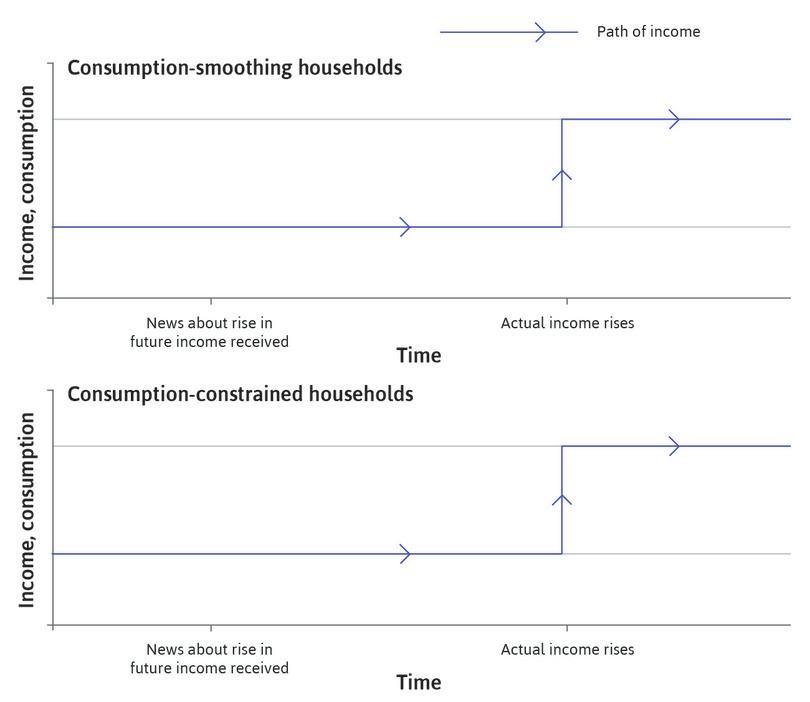 Path of income
Consumption-smoothing households
Income, consumption
News about rise in
future income received
Actual income rises
Time
Consumption-constrained households
Income, consumption
News about rise in
future income received
Actual income rises
Time